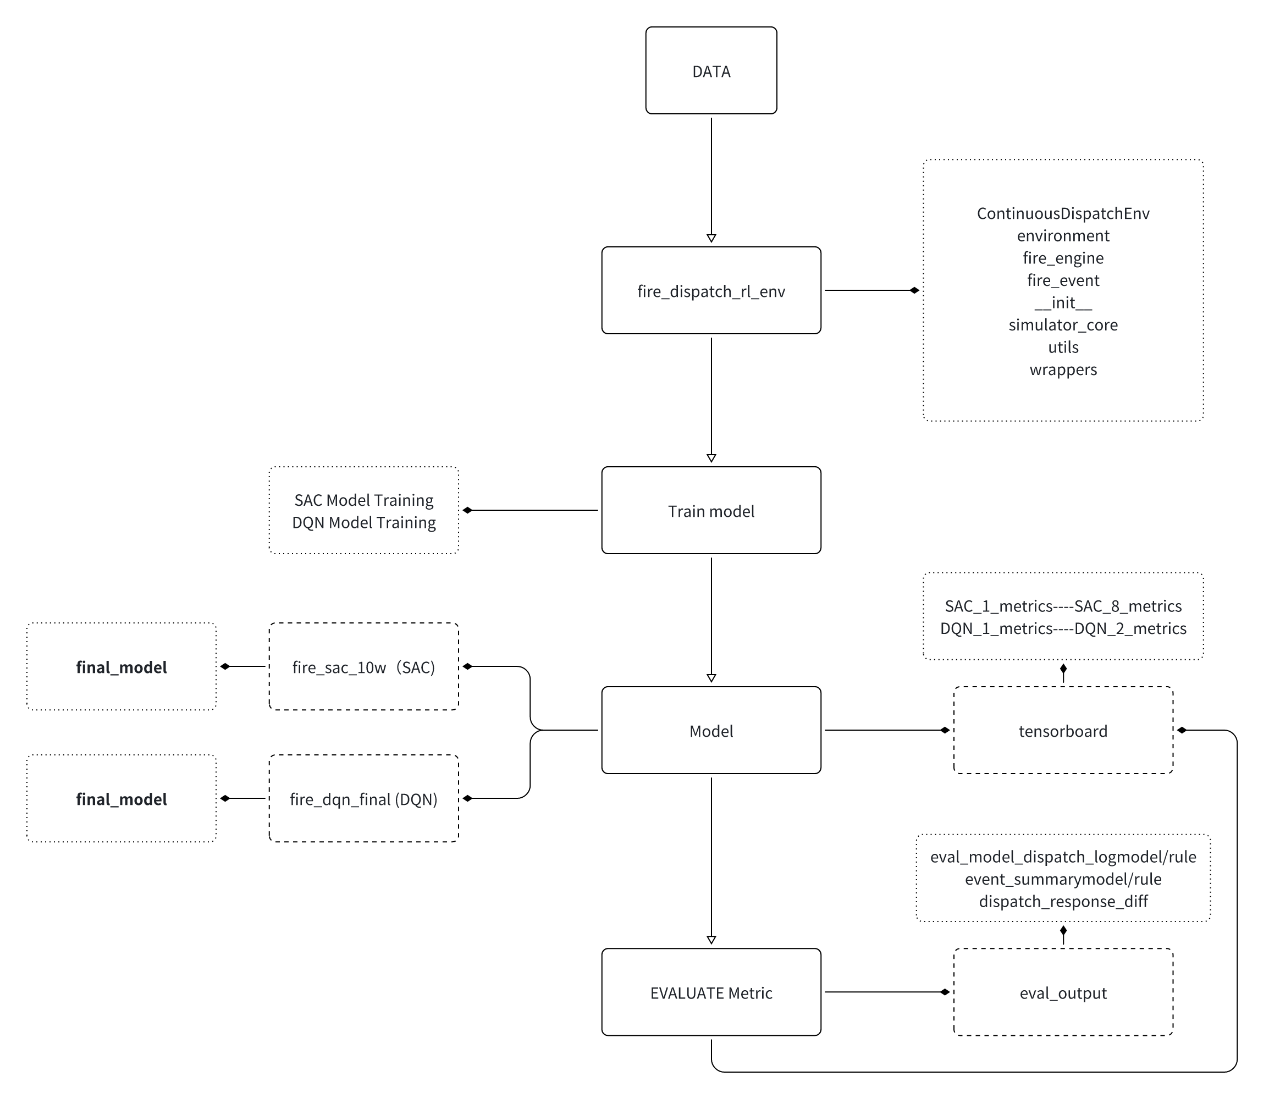 DATA
fire_dispatch_rl_env
ContinuousDispatchEnv
environment
fire_engine
fire_event
__init__
simulator_core
utils
wrappers
SAC Model Training
DQN Model Training
Train model
SAC_1_metrics----SAC_8_metrics
DQN_1_metrics----DQN_2_metrics
final_model
fire_sac_10w（SAC)
Model
tensorboard
final_model
fire_dqn_final (DQN)
eval_model_dispatch_logmodel/rule
event_summarymodel/rule
dispatch_response_diff
EVALUATE Metric
eval_output